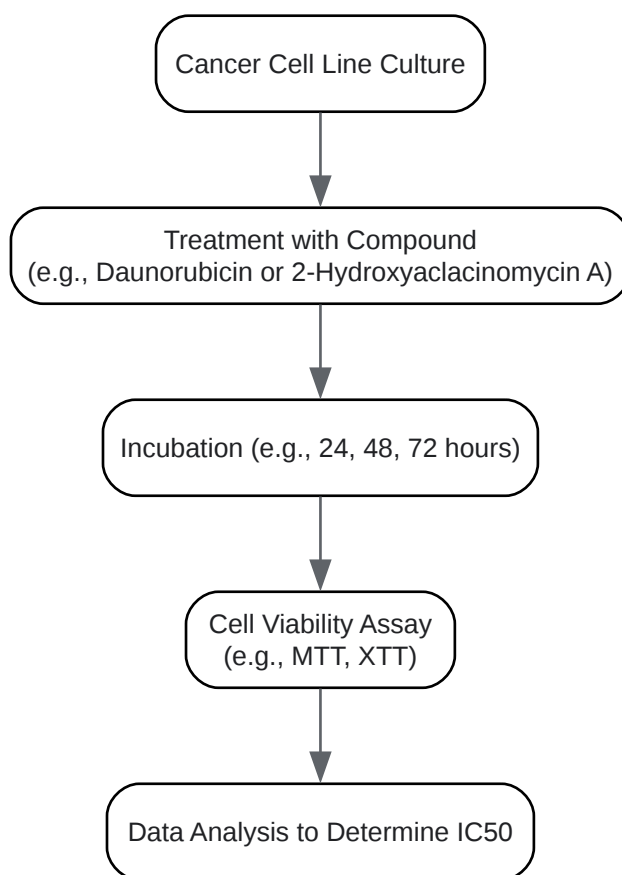 Cancer Cell Line Culture
Treatment with Compound
(e.g., Daunorubicin or 2-Hydroxyaclacinomycin A)
Incubation (e.g., 24, 48, 72 hours)
Cell Viability Assay
(e.g., MTT, XTT)
Data Analysis to Determine IC50